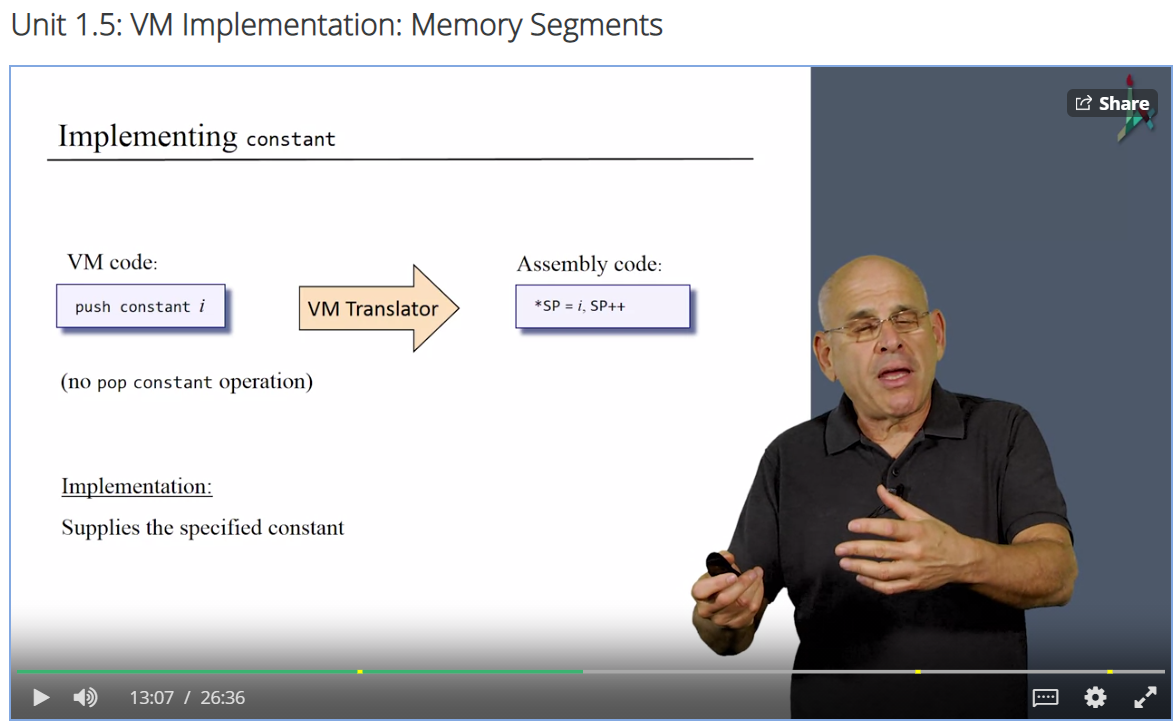 Unit 1.5: VM Implementation: Memory Segments
Share
Implementing constant
VM code:
Assembly code:
push constant i
VM Translator
*SP = i, SP++
(no pop constant operation)
Implementation:
Supplies the specified constant
13:07 / 26:36